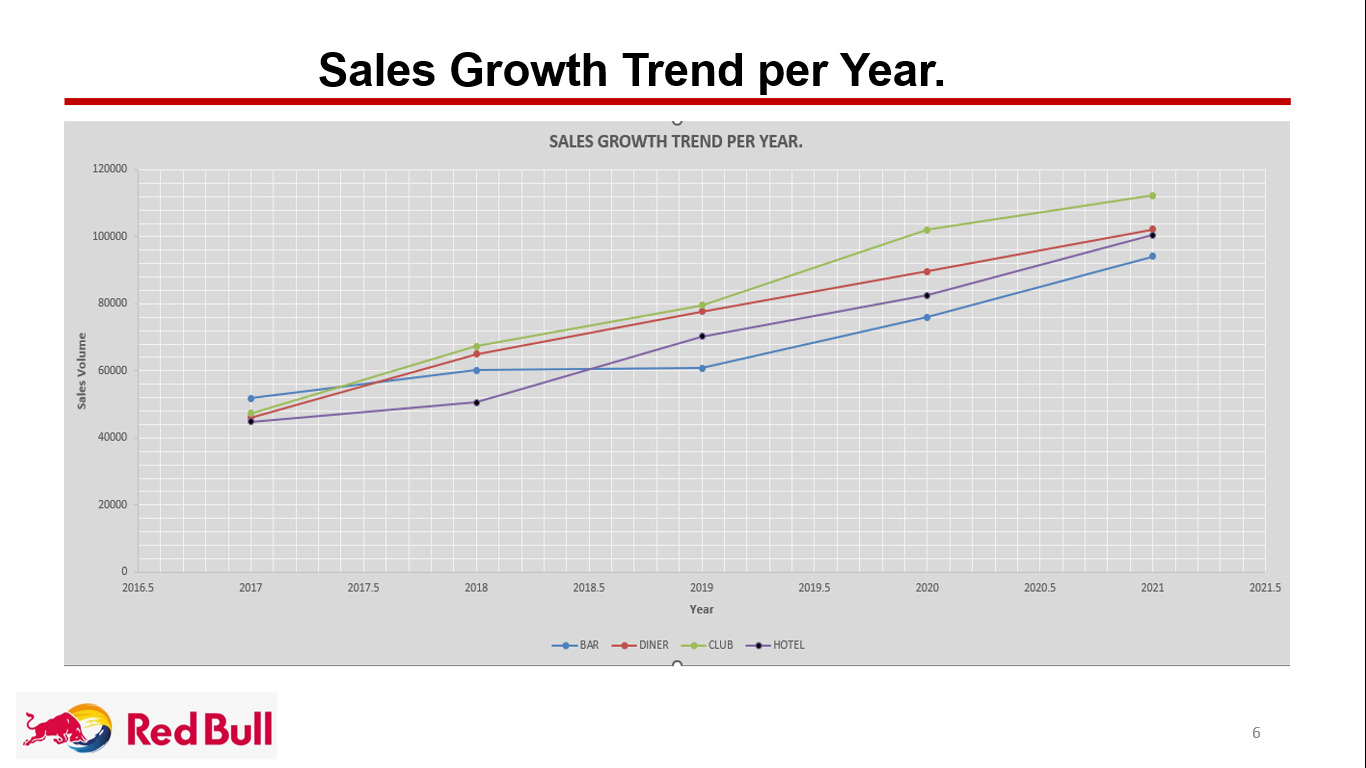 Sales Growth Trend per Year.
SALES GROWTH TREND PER YEAR.
120000
100000
80000
60000
40000
20000
0
Sales Volume
2016.5 2017 2017.5 2018 2018.5 2019 2019.5 2020 2020.5 2021 2021.5
Year
BAR DINER CLUB HOTEL
Red Bull
6